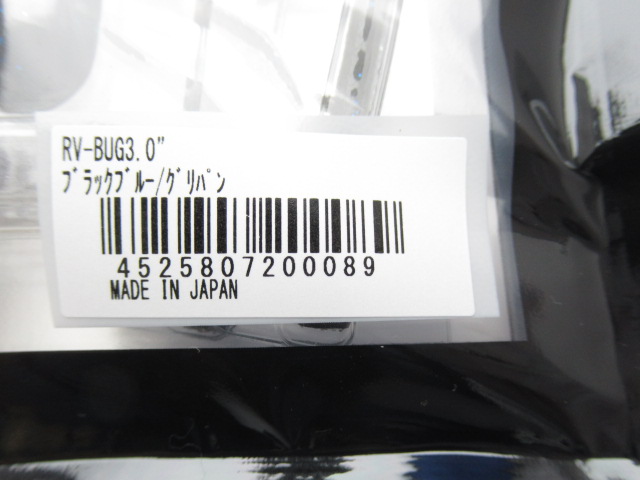 RV-BUG3.0"
ﾌﾞﾗｯｸﾌﾞﾙｰ/ｸﾞﾘﾊﾟﾝ
4525807200089
MADE IN JAPAN